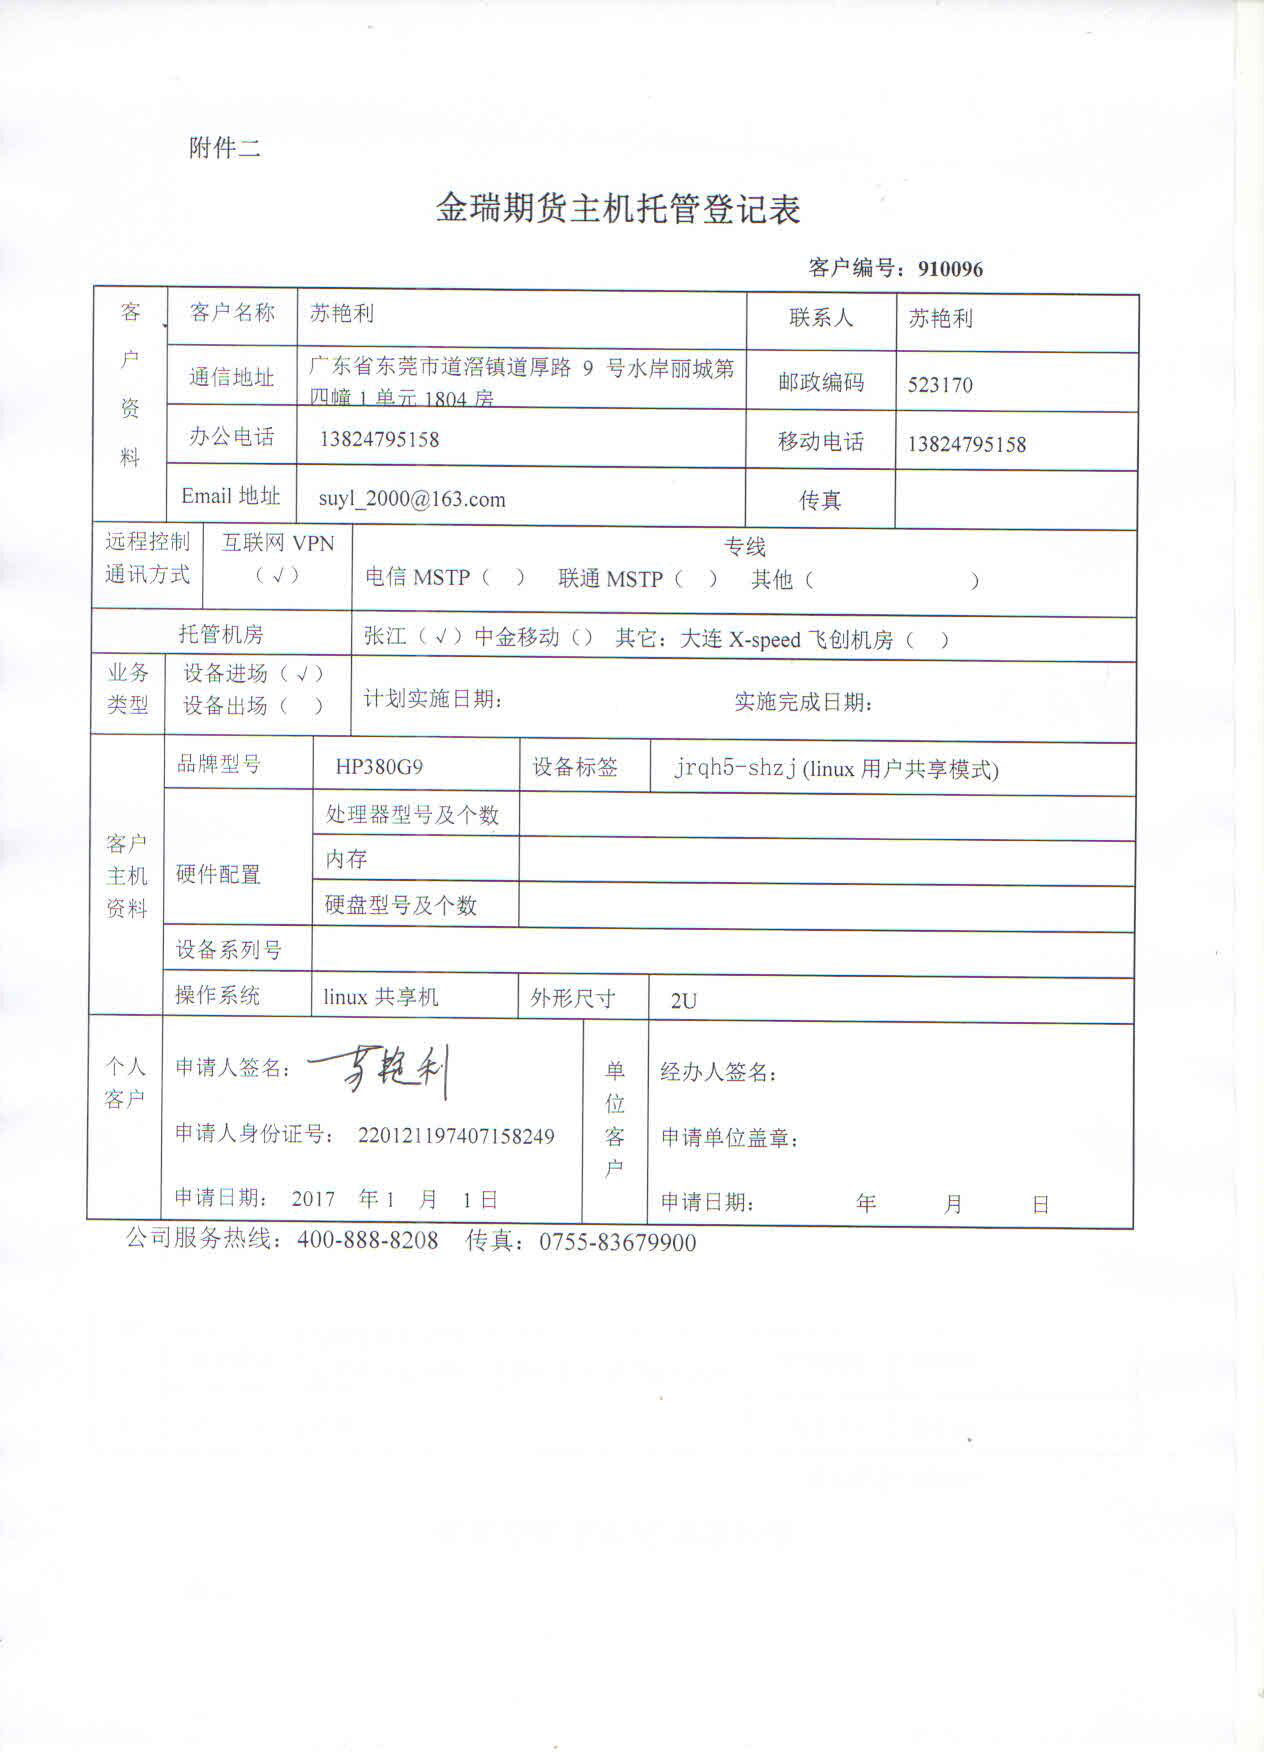 附件二
金瑞期货主机托管登记表
客户编号：910096
客户资料 客户名称 苏艳利 联系人 苏艳利
通信地址 广东省东莞市道滘镇道厚路 9 号水岸丽城第
四幢 1 单元 1804 房 邮政编码 523170
办公电话 13824795158 移动电话 13824795158
Email 地址 suyl_2000@163.com 传真
远程控制 互联网 VPN 专线
通讯方式 （√） 电信 MSTP（ ） 联通 MSTP（ ） 其他（ ）
托管机房 张江（√）中金移动（） 其它：大连 X-speed 飞创机房（ ）
业务 设备进场（√）
类型 设备出场（ ） 计划实施日期： 实施完成日期：
客户主机资料 品牌型号 HP380G9 设备标签 jrqh5-shzj (linux 用户共享模式)
硬件配置 处理器型号及个数
内存
硬盘型号及个数
设备系列号
操作系统 linux 共享机 外形尺寸 2U
个人客户 申请人签名： 苏艳利 单位客户 经办人签名：
申请人身份证号： 220121197407158249 申请单位盖章：
申请日期： 2017 年 1 月 1 日 申请日期： 年 月 日
公司服务热线：400-888-8208 传真：0755-83679900